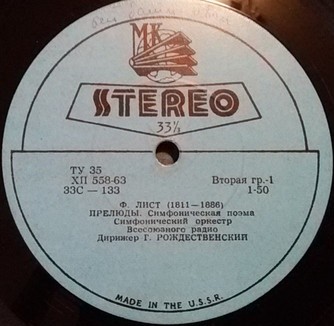 МК
STEREO
33⅓
ТУ 35
ХП 558-63
33С — 133
Вторая гр.-1
1-50
Ф. ЛИСТ (1811—1886)
ПРЕЛЮДЫ. Симфоническая поэма
Симфонический оркестр
Всесоюзного радио
Дирижер Г. РОЖДЕСТВЕНСКИЙ
MADE IN THE U.S.S.R.